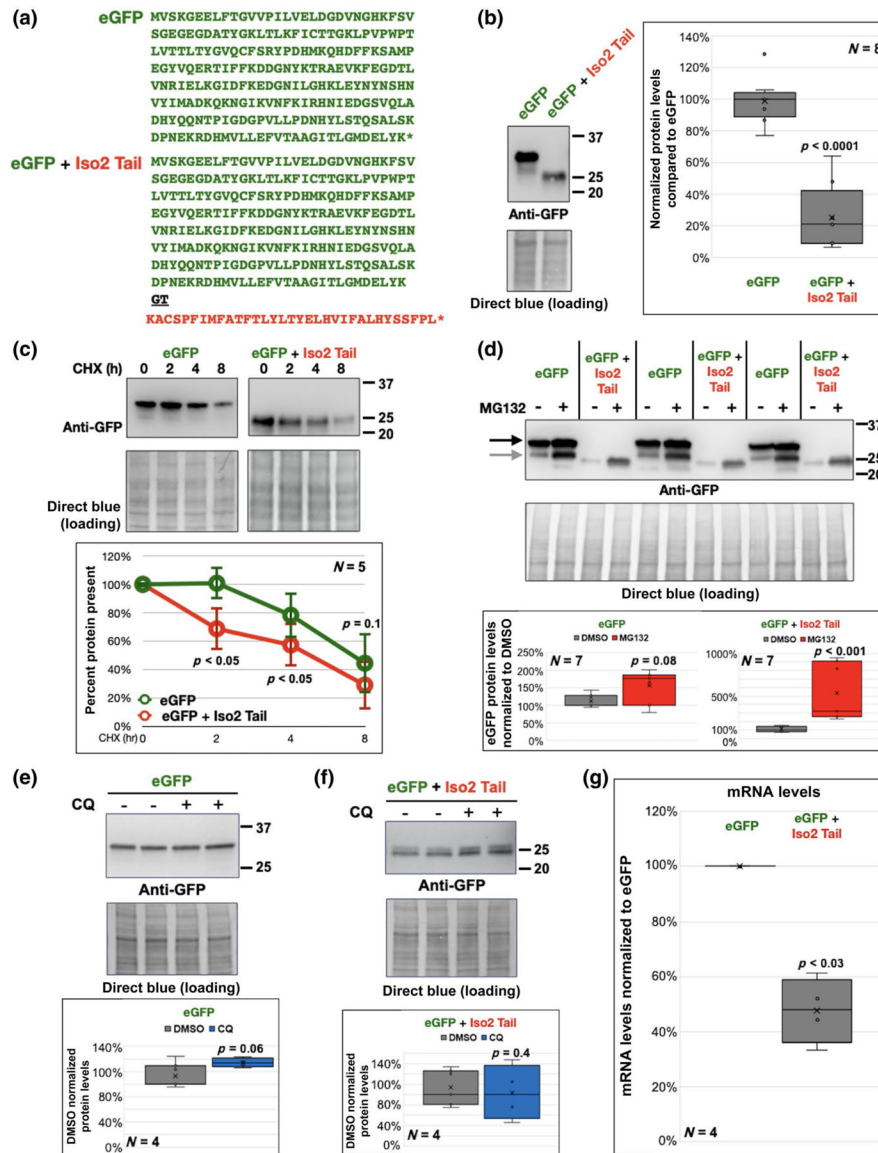 (a)
eGFP
MVSKGEELFTGVVPILVELDGDVNGHKFSV
SGEGEGDATYGKLTLKFICTTGKLPVPWPT
LVTTLTYGVQCFSRYPDHMKQHDFFKSAMP
EGYVQERTIFFKDDGNYKTRAEVKFEGDTL
VNRIELKGIDFKEDGNILGHKLEYNYNSHN
VYIMADKQKNGIKVNFKIRHNIEDGSVQLA
DHYQQNTPIGDGPVLLPDNHYLSTQSALSK
DPNEKRDHMVLLEFVTAAGITLGMDELYK*
eGFP + Iso2 Tail
MVSKGEELFTGVVPILVELDGDVNGHKFSV
SGEGEGDATYGKLTLKFICTTGKLPVPWPT
LVTTLTYGVQCFSRYPDHMKQHDFFKSAMP
EGYVQERTIFFKDDGNYKTRAEVKFEGDTL
VNRIELKGIDFKEDGNILGHKLEYNYNSHN
VYIMADKQKNGIKVNFKIRHNIEDGSVQLA
DHYQQNTPIGDGPVLLPDNHYLSTQSALSK
DPNEKRDHMVLLEFVTAAGITLGMDELYK
GT
KACSPFIMFATFTLYLTYELHVIFALHYSSFPL*
(b)
eGFP
eGFP + Iso2 Tail
37
25
20
Anti-GFP
Direct blue (loading)
Normalized protein levels
compared to eGFP
140%
120%
100%
80%
60%
40%
20%
0%
N = 8
p < 0.0001
eGFP
eGFP +
Iso2 Tail
(c)
eGFP
eGFP + Iso2 Tail
CHX (h)
0 2 4 8
0 2 4 8
37
25
20
Anti-GFP
Direct blue
(loading)
Percent protein present
120%
100%
80%
60%
40%
20%
0%
N = 5
p = 0.1
p < 0.05
p < 0.05
eGFP
eGFP + Iso2 Tail
CHX (hr)
0 2 4 8
(d)
eGFP
eGFP +
Iso2
Tail
eGFP
eGFP +
Iso2
Tail
eGFP
eGFP +
Iso2
Tail
MG132
- + - + - + - + - + - +
37
25
20
Anti-GFP
Direct blue (loading)
eGFP protein levels
normalized to DMSO
eGFP
DMSO MG132
250%
200%
150%
100%
50%
0%
N = 7
p = 0.08
eGFP + Iso2 Tail
DMSO MG132
1000%
500%
100%
0%
N = 7
p < 0.001
(e)
eGFP
CQ
- - + +
37
25
Anti-GFP
Direct blue (loading)
eGFP
DMSO CQ
DMSO normalized
protein levels
140%
120%
100%
80%
60%
40%
20%
0%
p = 0.06
N = 4
(f)
eGFP + Iso2 Tail
CQ
- - + +
25
20
Anti-GFP
Direct blue (loading)
eGFP + Iso2 Tail
DMSO CQ
DMSO normalized
protein levels
140%
100%
80%
60%
40%
20%
0%
p = 0.4
N = 4
(g)
mRNA levels
eGFP
eGFP +
Iso2 Tail
mRNA levels normalized to eGFP
120%
100%
80%
60%
40%
20%
0%
p < 0.03
N = 4